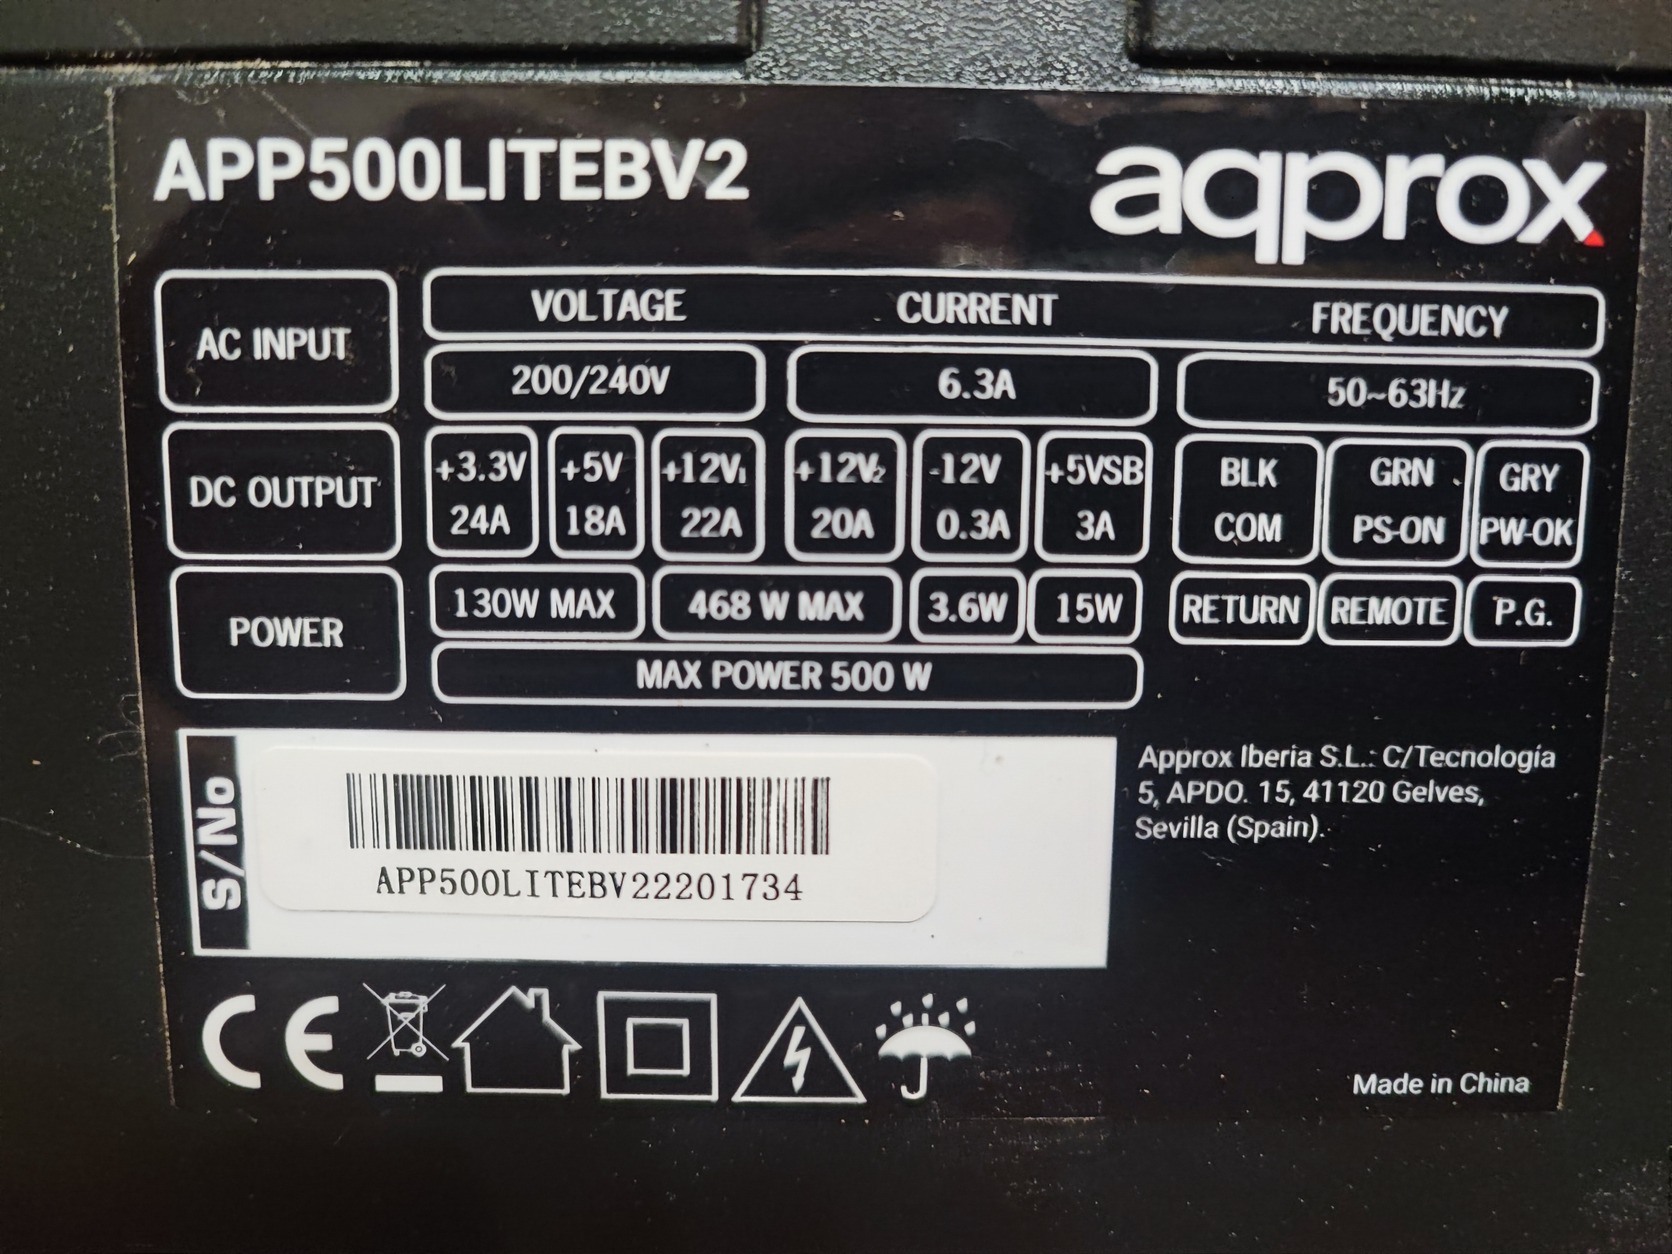 APP500LITEBV2
aqprox
AC INPUT
VOLTAGE CURRENT FREQUENCY
200/240V 6.3A 50~63Hz
DC OUTPUT
+3.3V +5V +12V1 +12V2 -12V +5VSB BLK GRN GRY
24A 18A 22A 20A 0.3A 3A COM PS-ON PW-OK
POWER
130W MAX 468 W MAX 3.6W 15W RETURN REMOTE P.G.
MAX POWER 500 W
S/No
APP500LITEBV22201734
Approx Iberia S.L.: C/Tecnología
5, APDO. 15, 41120 Gelves,
Sevilla (Spain).
CE
Made in China